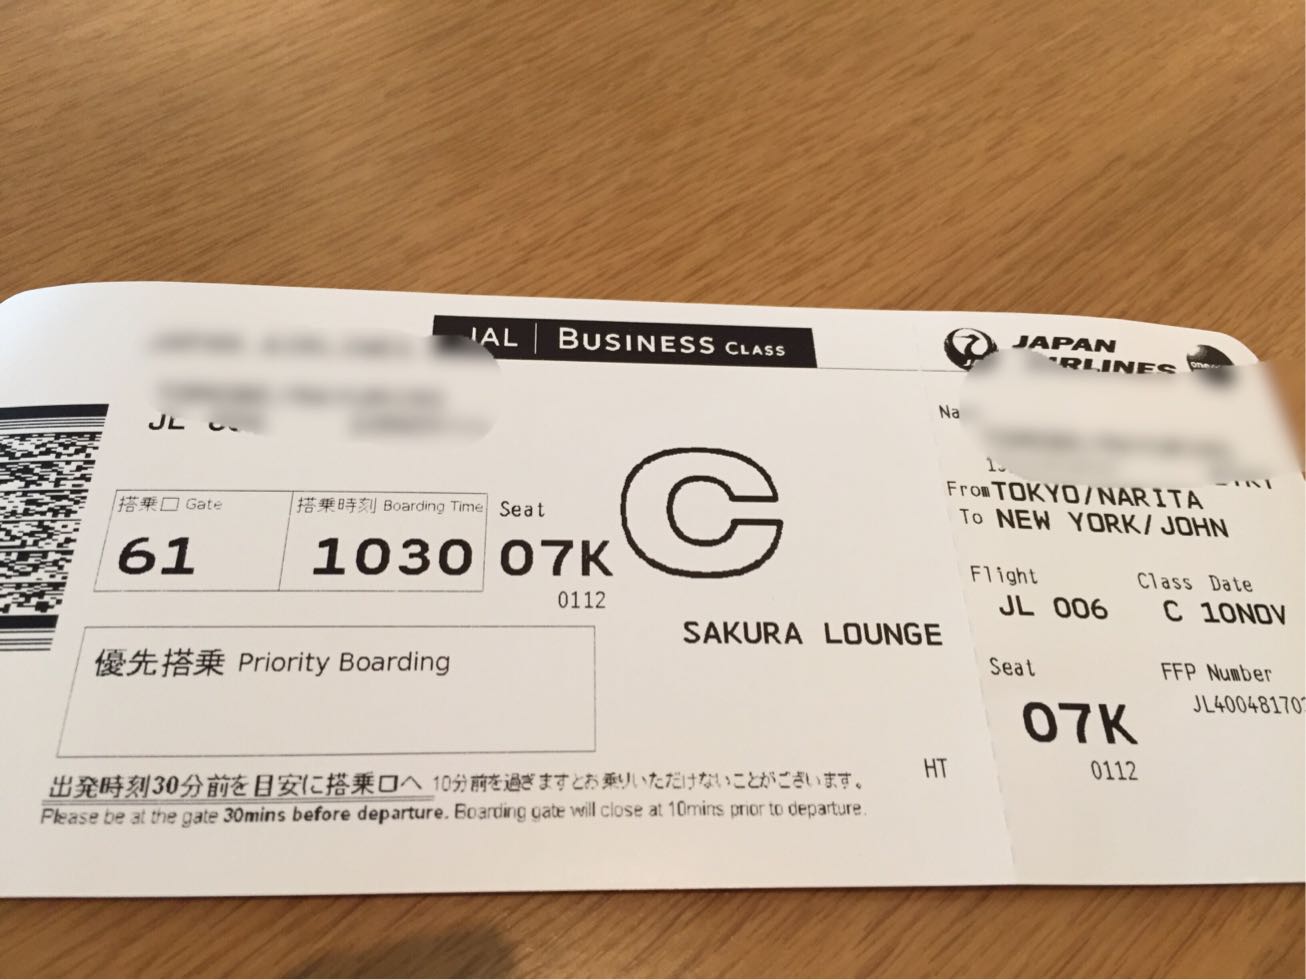 JAL | BUSINESS CLASS
JL
搭乗口 Gate
61
搭乗時刻 Boarding Time
1030
Seat
07K
0112
C
SAKURA LOUNGE
優先搭乗 Priority Boarding
HT
出発時刻30分前を目安に搭乗口へ 10分前を過ぎますとお乗りいただけないことがございます。
Please be at the gate 30mins before departure. Boarding gate will close at 10mins prior to departure.
JAPAN
AIRLINES
From TOKYO/NARITA
To NEW YORK/JOHN
Flight
JL 006
Class Date
C 10NOV
Seat
07K
0112
FFP Number